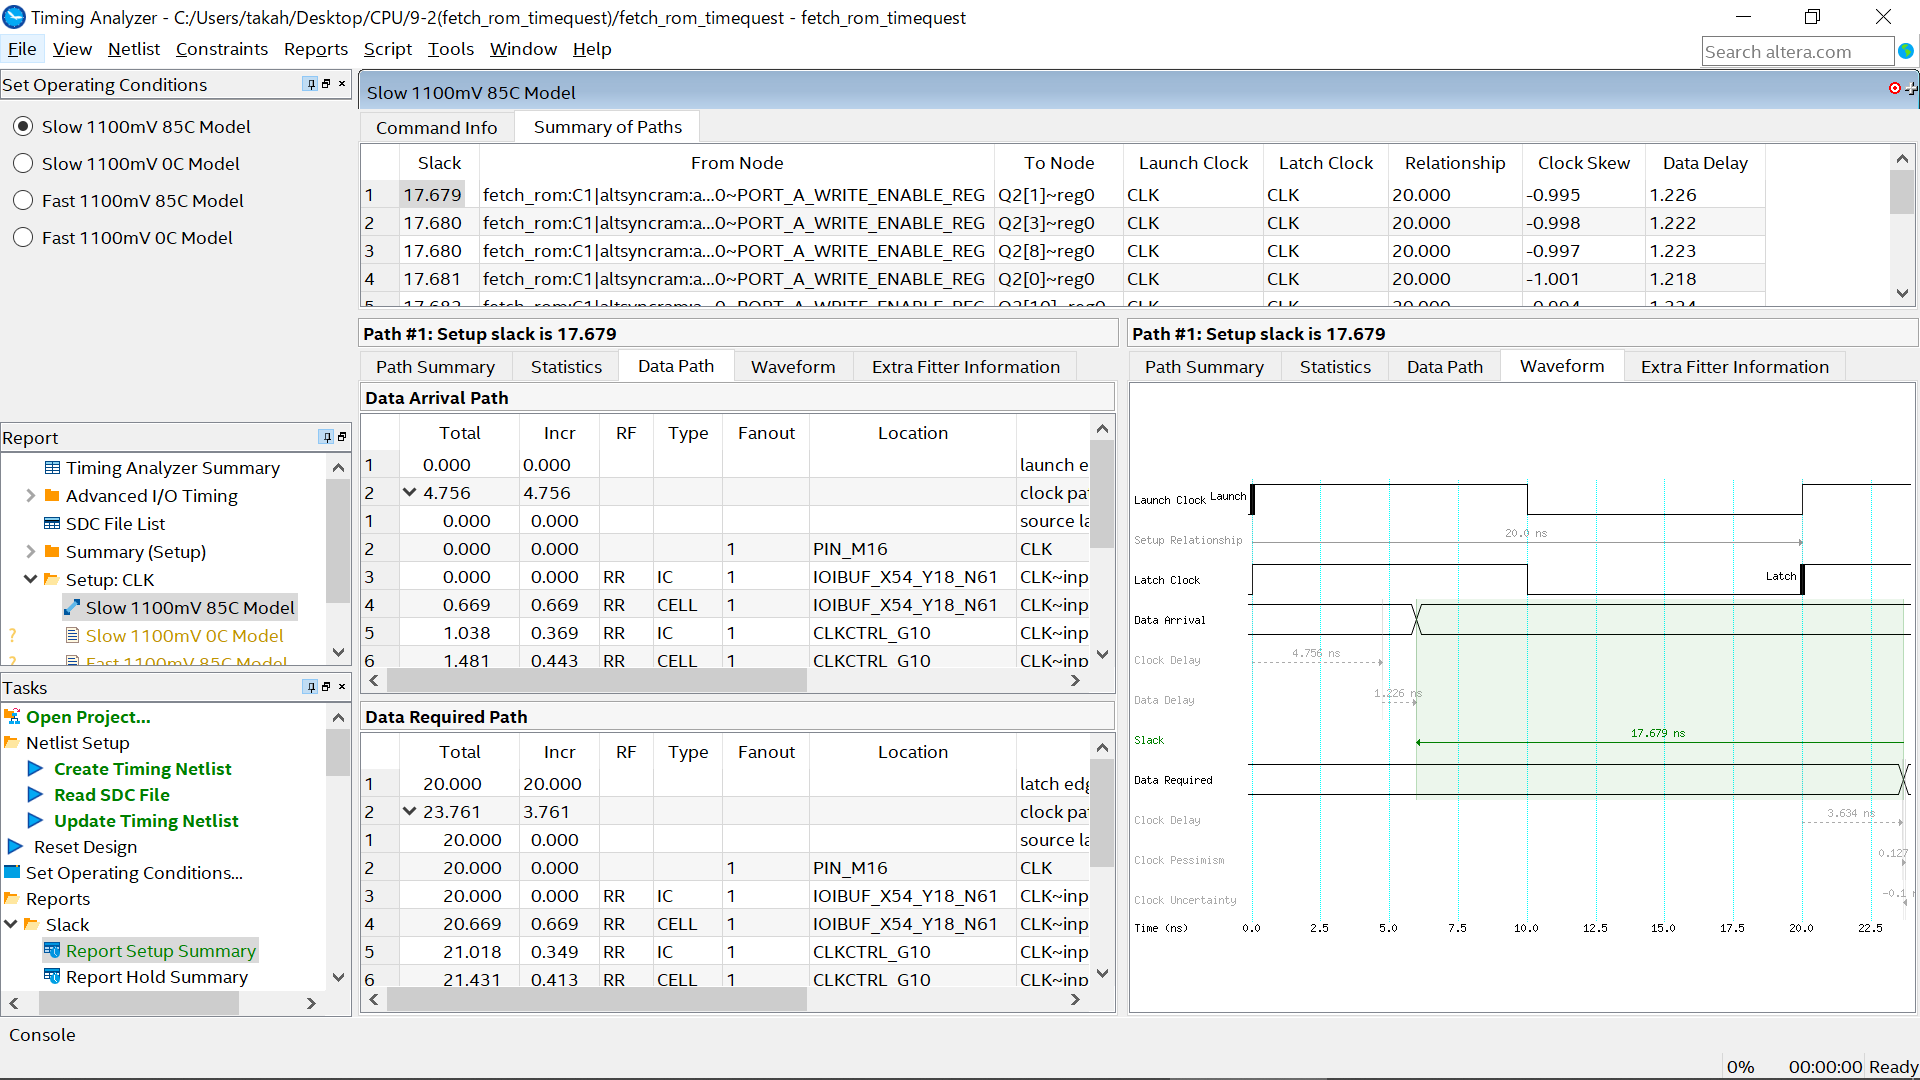 Timing Analyzer - C:/Users/takah/Desktop/CPU/9-2(fetch_rom_timequest)/fetch_rom_timequest - fetch_rom_timequest
File View Netlist Constraints Reports Script Tools Window Help
Search altera.com
Set Operating Conditions
Slow 1100mV 85C Model
Slow 1100mV 0C Model
Fast 1100mV 85C Model
Fast 1100mV 0C Model
Report
Timing Analyzer Summary
Advanced I/O Timing
SDC File List
Summary (Setup)
Setup: CLK
Slow 1100mV 85C Model
? Slow 1100mV 0C Model
? Fast 1100mV 85C Model
Tasks
Open Project...
Netlist Setup
Create Timing Netlist
Read SDC File
Update Timing Netlist
Reset Design
Set Operating Conditions...
Reports
Slack
Report Setup Summary
Report Hold Summary
Slow 1100mV 85C Model
Command Info Summary of Paths
Slack From Node To Node Launch Clock Latch Clock Relationship Clock Skew Data Delay
1 17.679 fetch_rom:C1|altsyncram:a...0~PORT_A_WRITE_ENABLE_REG Q2[1]~reg0 CLK CLK 20.000 -0.995 1.226
2 17.680 fetch_rom:C1|altsyncram:a...0~PORT_A_WRITE_ENABLE_REG Q2[3]~reg0 CLK CLK 20.000 -0.998 1.222
3 17.680 fetch_rom:C1|altsyncram:a...0~PORT_A_WRITE_ENABLE_REG Q2[8]~reg0 CLK CLK 20.000 -0.997 1.223
4 17.681 fetch_rom:C1|altsyncram:a...0~PORT_A_WRITE_ENABLE_REG Q2[0]~reg0 CLK CLK 20.000 -1.001 1.218
5 17.682 fetch_rom:C1|altsyncram:a...0~PORT_A_WRITE_ENABLE_REG Q2[10]~reg0 CLK CLK 20.000 -0.994 1.224
Path #1: Setup slack is 17.679
Path Summary Statistics Data Path Waveform Extra Fitter Information
Data Arrival Path
Total Incr RF Type Fanout Location
1 0.000 0.000 launch e
2 4.756 4.756 clock pa
1 0.000 0.000 source la
2 0.000 0.000 1 PIN_M16 CLK
3 0.000 0.000 RR IC 1 IOIBUF_X54_Y18_N61 CLK~inp
4 0.669 0.669 RR CELL 1 IOIBUF_X54_Y18_N61 CLK~inp
5 1.038 0.369 RR IC 1 CLKCTRL_G10 CLK~inp
6 1.481 0.443 RR CELL 1 CLKCTRL_G10 CLK~inp
Data Required Path
Total Incr RF Type Fanout Location
1 20.000 20.000 latch edg
2 23.761 3.761 clock pa
1 20.000 0.000 source la
2 20.000 0.000 1 PIN_M16 CLK
3 20.000 0.000 RR IC 1 IOIBUF_X54_Y18_N61 CLK~inp
4 20.669 0.669 RR CELL 1 IOIBUF_X54_Y18_N61 CLK~inp
5 21.018 0.349 RR IC 1 CLKCTRL_G10 CLK~inp
6 21.431 0.413 RR CELL 1 CLKCTRL_G10 CLK~inp
Path #1: Setup slack is 17.679
Path Summary Statistics Data Path Waveform Extra Fitter Information
Launch Clock Launch
Setup Relationship 20.0 ns
Latch Clock Latch
Data Arrival
Clock Delay 4.756 ns
Data Delay 1.226 ns
Slack 17.679 ns
Data Required
Clock Delay 3.634 ns
Clock Pessimism 0.127
Clock Uncertainty -0.1
Time (ns) 0.0 2.5 5.0 7.5 10.0 12.5 15.0 17.5 20.0 22.5
Console
0% 00:00:00 Ready